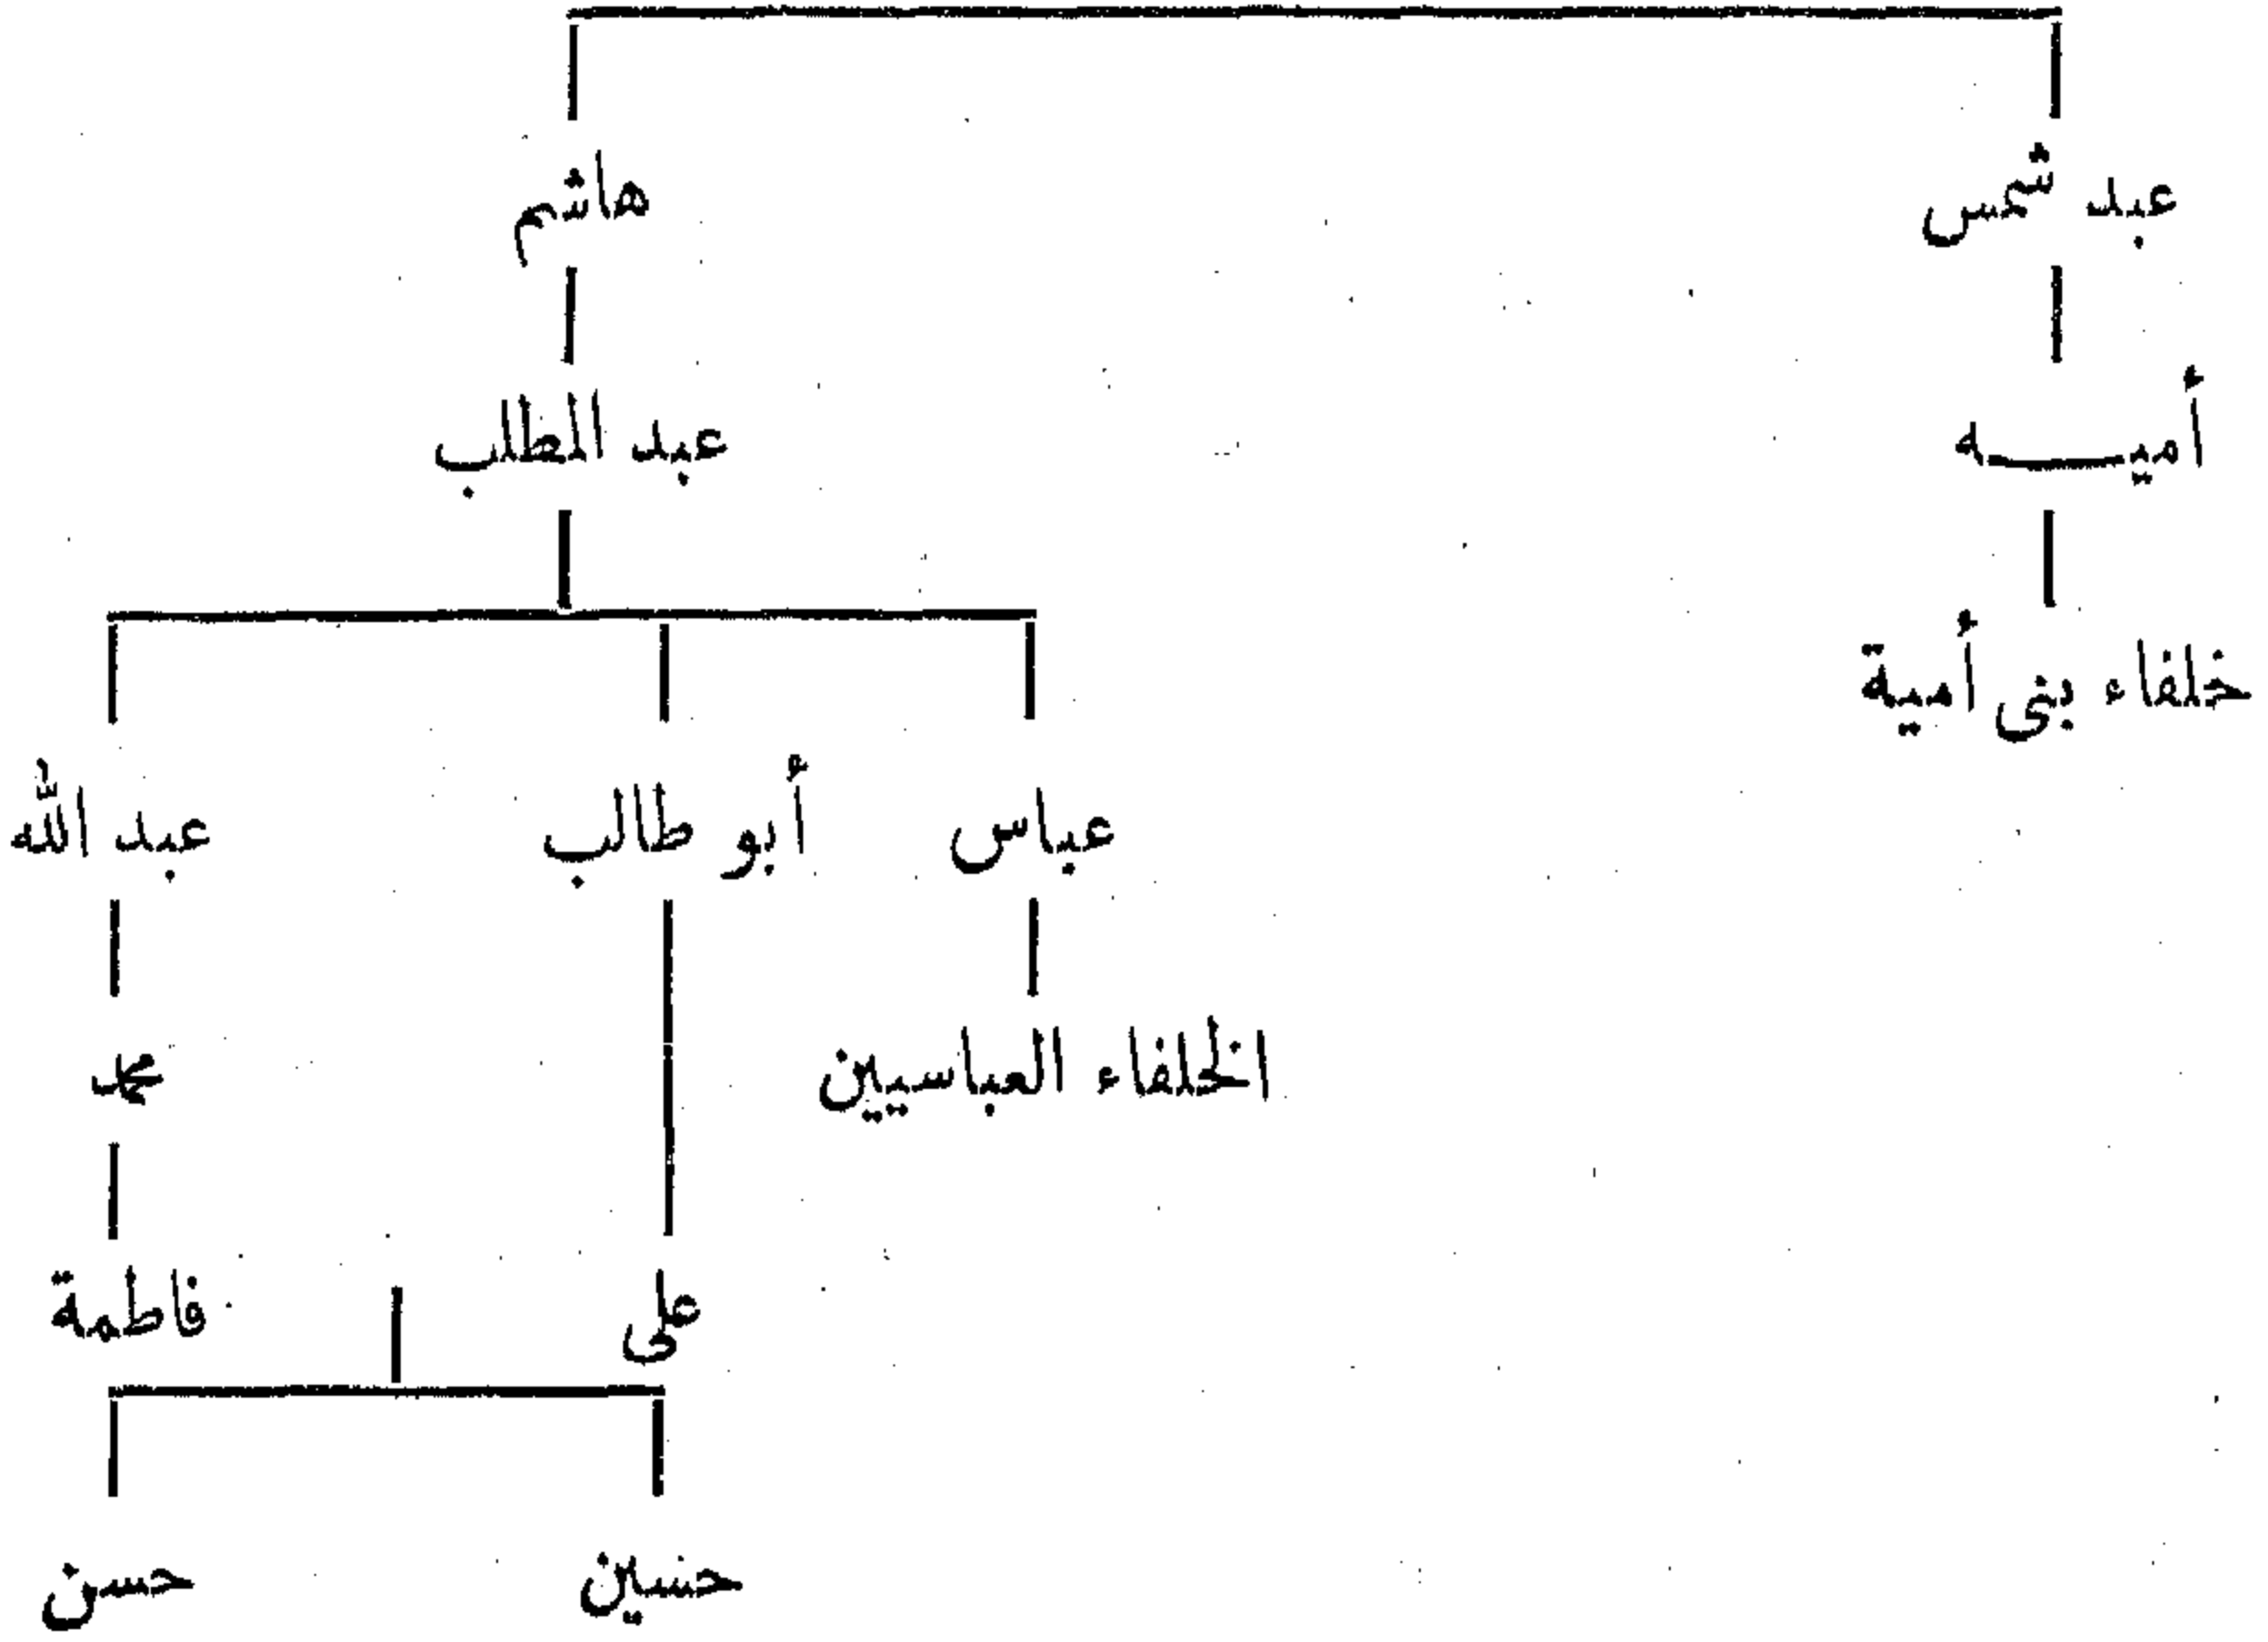 عبد شمس هاشم
أميـــه عبد المطلب
خلفاء بنى أمية
عباس أبو طالب عبد الله
الخلفاء العباسيين محمد
على فاطمة
حسين حسن